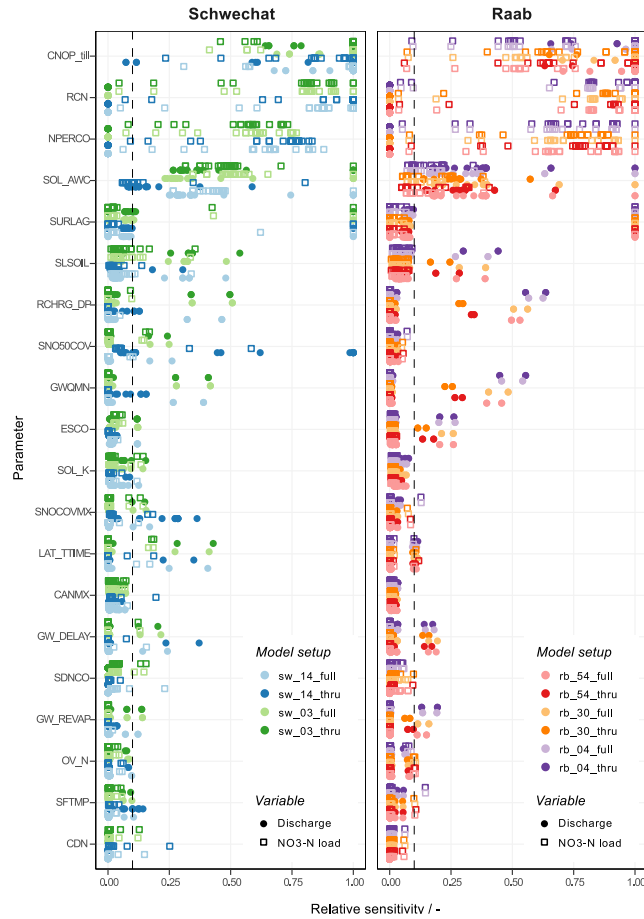 Schwechat
Raab
Parameter
CNOP_till
RCN
NPERCO
SOL_AWC
SURLAG
SLSOIL
RCHRG_DP
SNO50COV
GWQMN
ESCO
SOL_K
SNOCOVMX
LAT_TTIME
CANMX
GW_DELAY
SDNCO
GW_REVAP
OV_N
SFTMP
CDN
Model setup
sw_14_full
sw_14_thru
sw_03_full
sw_03_thru
Variable
Discharge
NO3-N load
Model setup
rb_54_full
rb_54_thru
rb_30_full
rb_30_thru
rb_04_full
rb_04_thru
Variable
Discharge
NO3-N load
0.00 0.25 0.50 0.75 1.00
0.00 0.25 0.50 0.75 1.00
Relative sensitivity / -